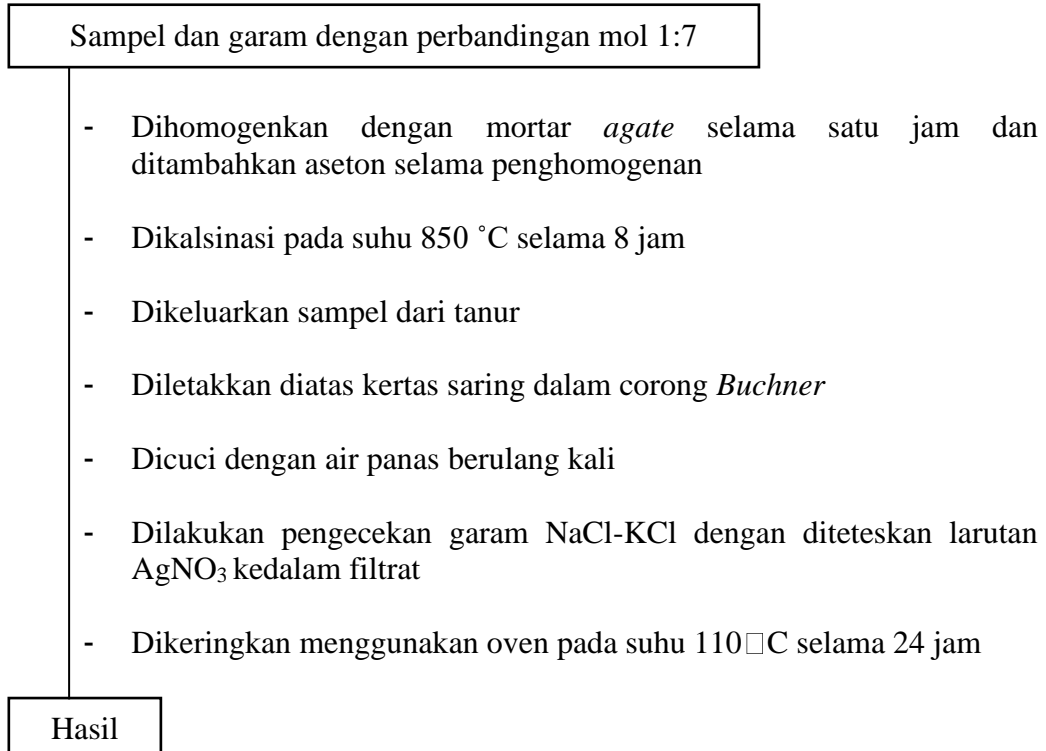 Sampel dan garam dengan perbandingan mol 1:7
- Dihomogenkan dengan mortar agate selama satu jam dan
ditambahkan aseton selama penghomogenan
- Dikalsinasi pada suhu 850 ˚C selama 8 jam
- Dikeluarkan sampel dari tanur
- Diletakkan diatas kertas saring dalam corong Buchner
- Dicuci dengan air panas berulang kali
- Dilakukan pengecekan garam NaCl-KCl dengan diteteskan larutan
AgNO₃ kedalam filtrat
- Dikeringkan menggunakan oven pada suhu 110□C selama 24 jam
Hasil